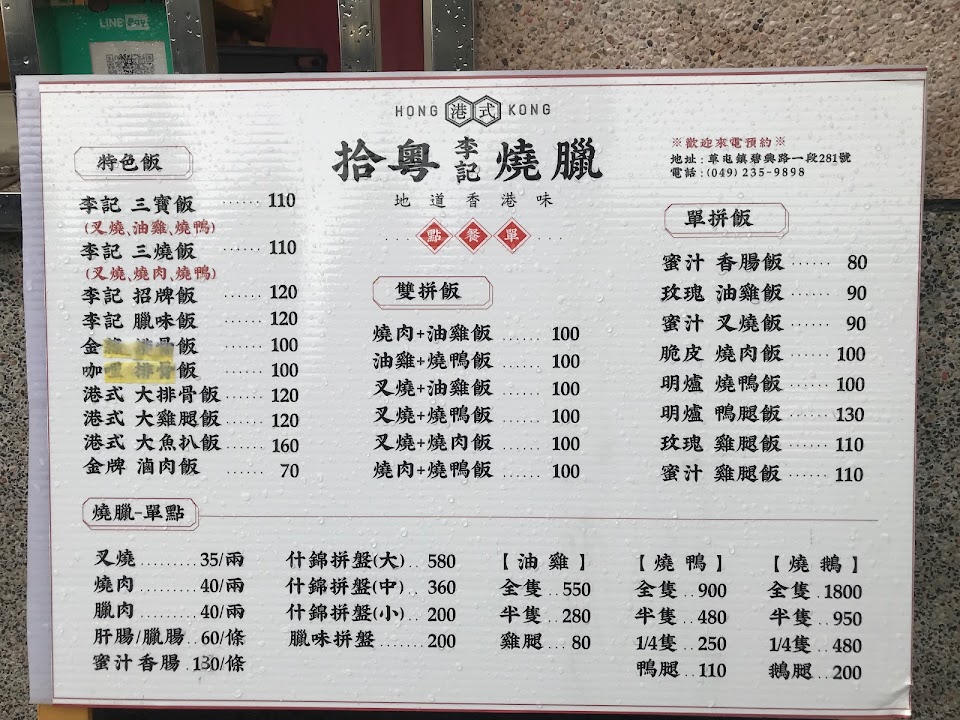 LINE Pay
HONG 港式 KONG
拾粵 李記 燒臘
地道香港味
點餐單
※歡迎來電預約※
地址：草屯鎮碧興路一段281號
電話：(049) 235-9898
特色飯
李記 三寶飯 ...... 110
(叉燒、油雞、燒鴨)
李記 三燒飯 ...... 110
(叉燒、燒肉、燒鴨)
李記 招牌飯 ...... 120
李記 臘味飯 ...... 120
金 排骨飯 ...... 100
咖哩 排骨飯 ...... 100
港式 大排骨飯 ...... 120
港式 大雞腿飯 ...... 120
港式 大魚扒飯 ...... 160
金牌 滷肉飯 ...... 70
雙拼飯
燒肉+油雞飯 ...... 100
油雞+燒鴨飯 ...... 100
叉燒+油雞飯 ...... 100
叉燒+燒鴨飯 ...... 100
叉燒+燒肉飯 ...... 100
燒肉+燒鴨飯 ...... 100
單拼飯
蜜汁 香腸飯 ...... 80
玫瑰 油雞飯 ...... 90
蜜汁 叉燒飯 ...... 90
脆皮 燒肉飯 ...... 100
明爐 燒鴨飯 ...... 100
明爐 鴨腿飯 ...... 130
玫瑰 雞腿飯 ...... 110
蜜汁 雞腿飯 ...... 110
燒臘-單點
叉燒 ......... 35/兩
燒肉 ......... 40/兩
臘肉 ......... 40/兩
肝腸/臘腸 .. 60/條
蜜汁香腸 .. 130/條
什錦拼盤(大) .. 580
什錦拼盤(中) .. 360
什錦拼盤(小) .. 200
臘味拼盤 ....... 200
【油雞】
全隻 .. 550
半隻 .. 280
雞腿 .. 80
【燒鴨】
全隻 .. 900
半隻 .. 480
1/4隻 .. 250
鴨腿 .. 110
【燒鵝】
全隻 .. 1800
半隻 .. 950
1/4隻 .. 480
鵝腿 .. 200